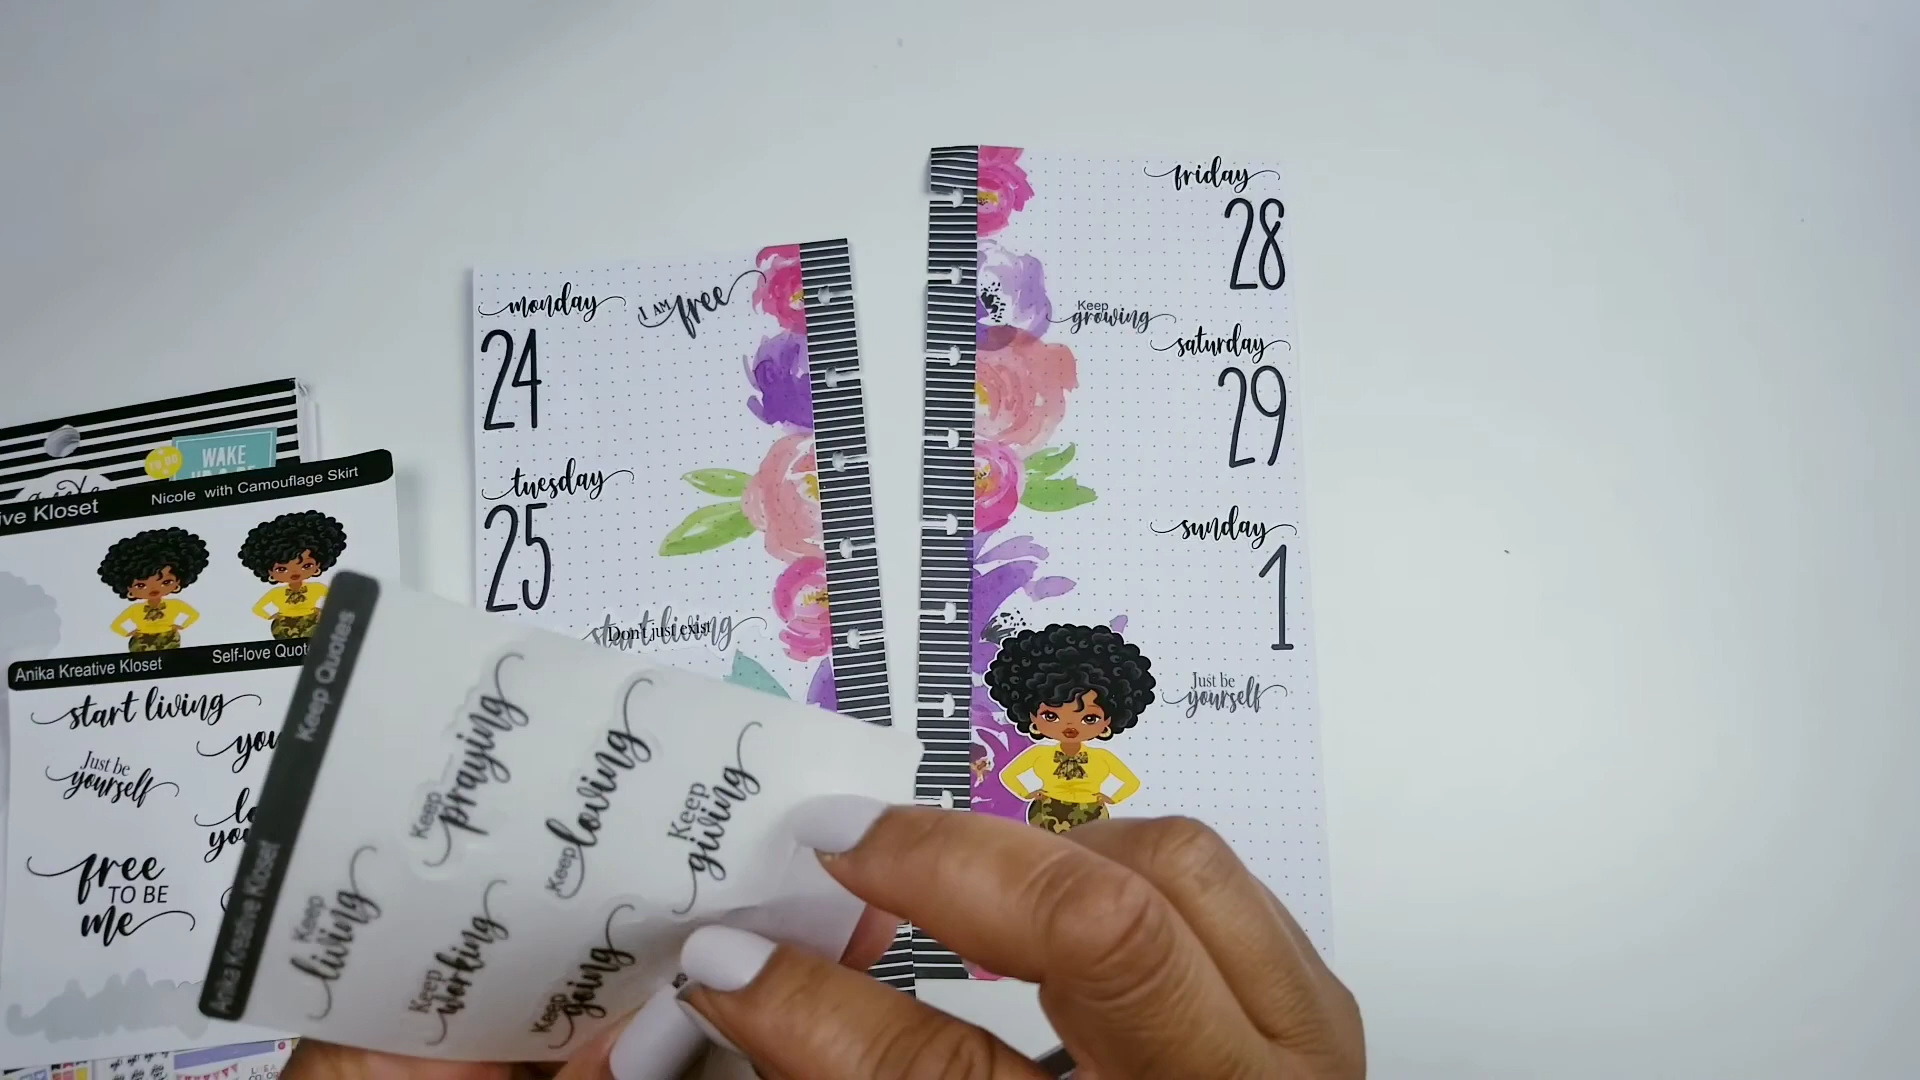 monday
I AM free
24
tuesday
25
start living
Don't just exist
friday
28
Keep
growing
saturday
29
sunday
1
Just be
yourself
TO DO
WAKE
ive Kloset
Nicole with Camouflage Skirt
Anika Kreative Kloset
Self-love Quot
start living
you
Just be
yourself
free
TO BE
me
Anika Kreative Kloset
Keep Quotes
Keep
praying
Keep
loving
Keep
giving
Keep
living
Keep
working
Keep
going